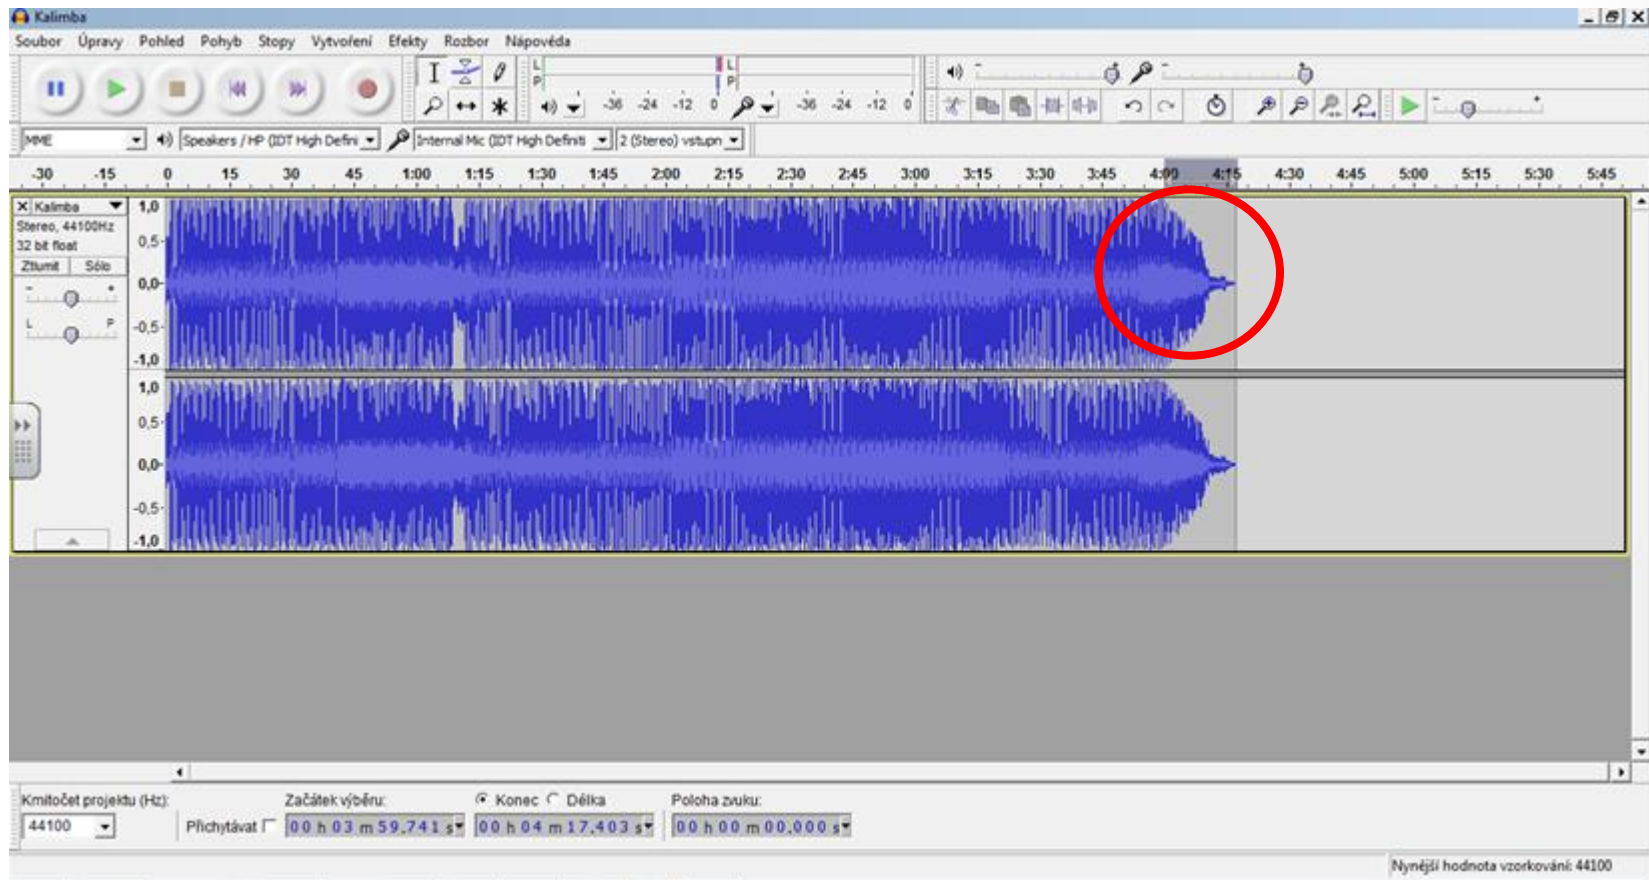 Kalimba
Soubor Úpravy Pohled Pohyb Stopy Vytvoření Efekty Rozbor Nápověda
L P L P
-36 -24 -12 0 -36 -24 -12 0
MME Speakers / HP (IDT High Defini Internal Mic (IDT High Definiti 2 (Stereo) vstupn
-30 -15 0 15 30 45 1:00 1:15 1:30 1:45 2:00 2:15 2:30 2:45 3:00 3:15 3:30 3:45 4:00 4:15 4:30 4:45 5:00 5:15 5:30 5:45
X Kalimba
Stereo, 44100Hz
32 bit float
Ztlumit Sólo
- +
L P
1,0
0,5
0,0
-0,5
-1,0
1,0
0,5
0,0
-0,5
-1,0
Kmitočet projektu (Hz): Začátek výběru: Konec Délka Poloha zvuku:
44100 Přichytávat 00 h 03 m 59.741 s 00 h 04 m 17.403 s 00 h 00 m 00.000 s
Nynější hodnota vzorkování: 44100